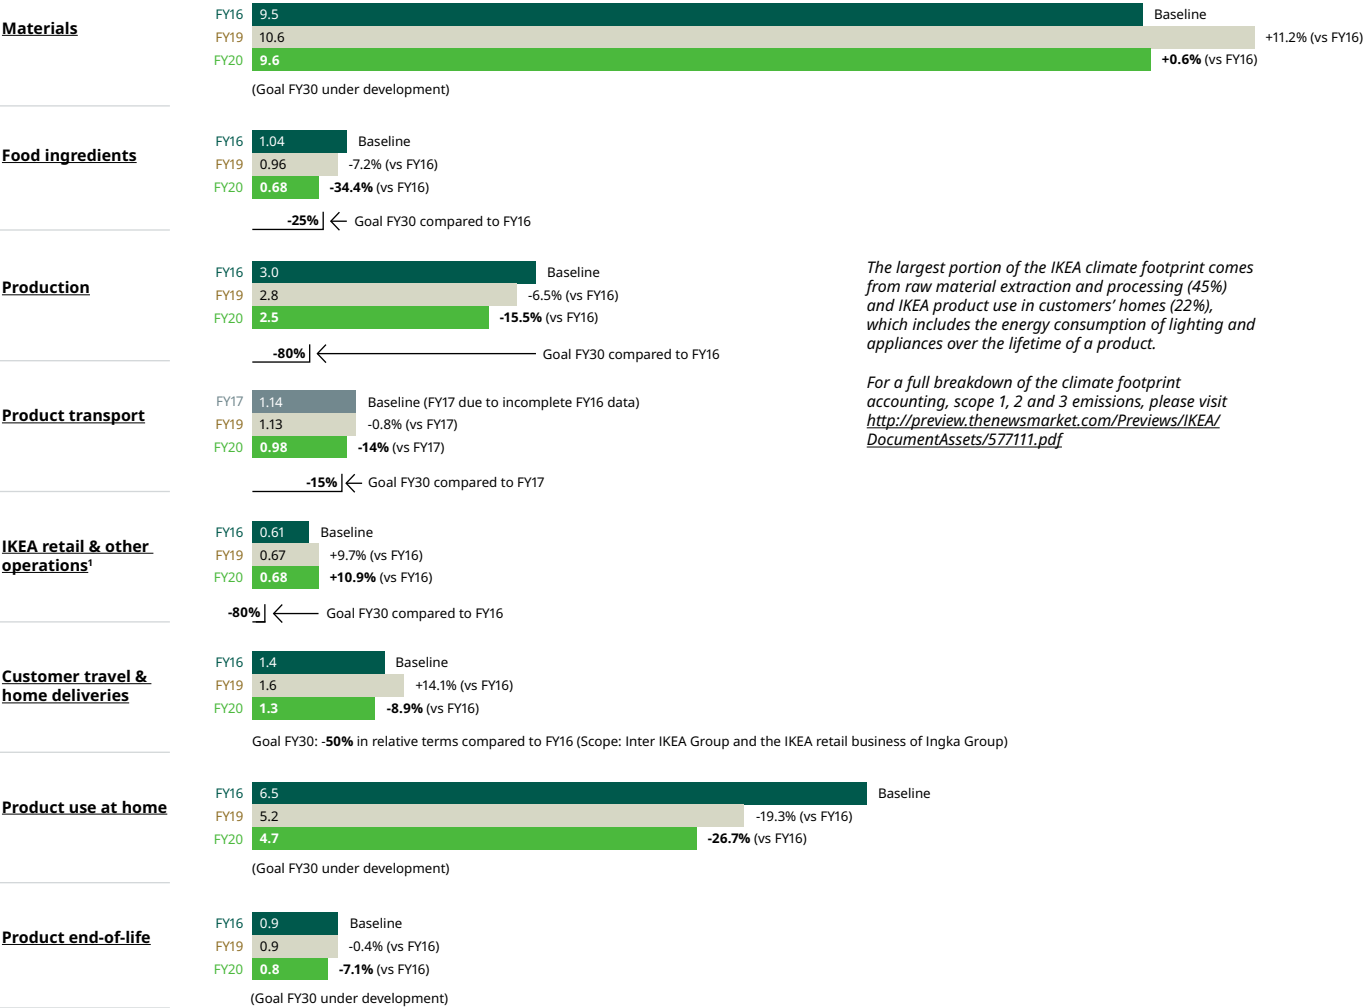 Materials
FY16 9.5 Baseline
FY19 10.6 +11.2% (vs FY16)
FY20 9.6 +0.6% (vs FY16)
(Goal FY30 under development)
Food ingredients
FY16 1.04 Baseline
FY19 0.96 -7.2% (vs FY16)
FY20 0.68 -34.4% (vs FY16)
-25% Goal FY30 compared to FY16
Production
FY16 3.0 Baseline
FY19 2.8 -6.5% (vs FY16)
FY20 2.5 -15.5% (vs FY16)
-80% Goal FY30 compared to FY16
The largest portion of the IKEA climate footprint comes
from raw material extraction and processing (45%)
and IKEA product use in customers’ homes (22%),
which includes the energy consumption of lighting and
appliances over the lifetime of a product.
For a full breakdown of the climate footprint
accounting, scope 1, 2 and 3 emissions, please visit
http://preview.thenewsmarket.com/Previews/IKEA/
DocumentAssets/577111.pdf
Product transport
FY17 1.14 Baseline (FY17 due to incomplete FY16 data)
FY19 1.13 -0.8% (vs FY17)
FY20 0.98 -14% (vs FY17)
-15% Goal FY30 compared to FY17
IKEA retail & other
operations¹
FY16 0.61 Baseline
FY19 0.67 +9.7% (vs FY16)
FY20 0.68 +10.9% (vs FY16)
-80% Goal FY30 compared to FY16
Customer travel &
home deliveries
FY16 1.4 Baseline
FY19 1.6 +14.1% (vs FY16)
FY20 1.3 -8.9% (vs FY16)
Goal FY30: -50% in relative terms compared to FY16 (Scope: Inter IKEA Group and the IKEA retail business of Ingka Group)
Product use at home
FY16 6.5 Baseline
FY19 5.2 -19.3% (vs FY16)
FY20 4.7 -26.7% (vs FY16)
(Goal FY30 under development)
Product end-of-life
FY16 0.9 Baseline
FY19 0.9 -0.4% (vs FY16)
FY20 0.8 -7.1% (vs FY16)
(Goal FY30 under development)